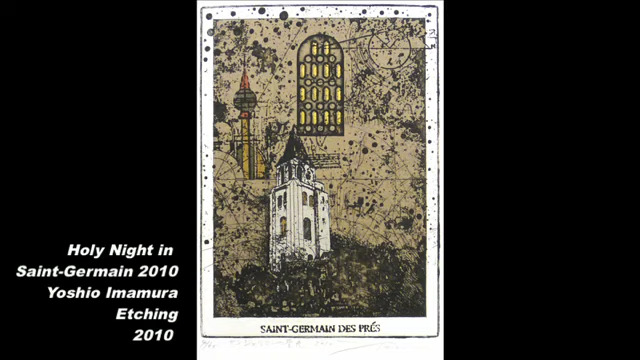 Holy Night in
Saint-Germain 2010
Yoshio Imamura
Etching
2010
SAINT-GERMAIN DES PRÉS